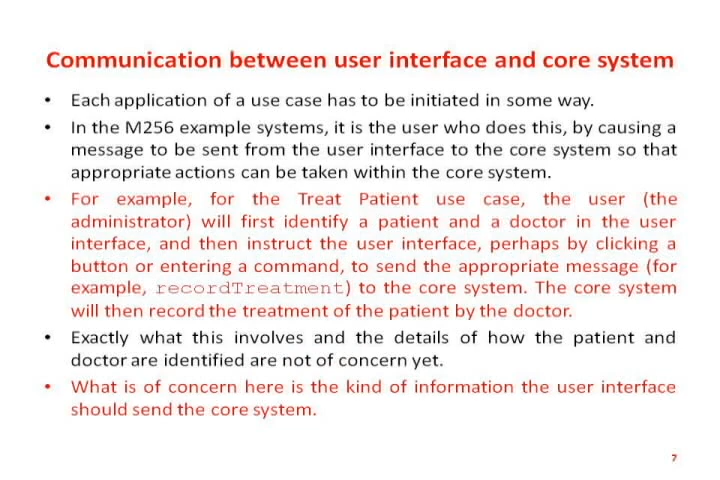 Communication between user interface and core system
• Each application of a use case has to be initiated in some way.
• In the M256 example systems, it is the user who does this, by causing a
message to be sent from the user interface to the core system so that
appropriate actions can be taken within the core system.
• For example, for the Treat Patient use case, the user (the
administrator) will first identify a patient and a doctor in the user
interface, and then instruct the user interface, perhaps by clicking a
button or entering a command, to send the appropriate message (for
example, recordTreatment) to the core system. The core system
will then record the treatment of the patient by the doctor.
• Exactly what this involves and the details of how the patient and
doctor are identified are not of concern yet.
• What is of concern here is the kind of information the user interface
should send the core system.
7